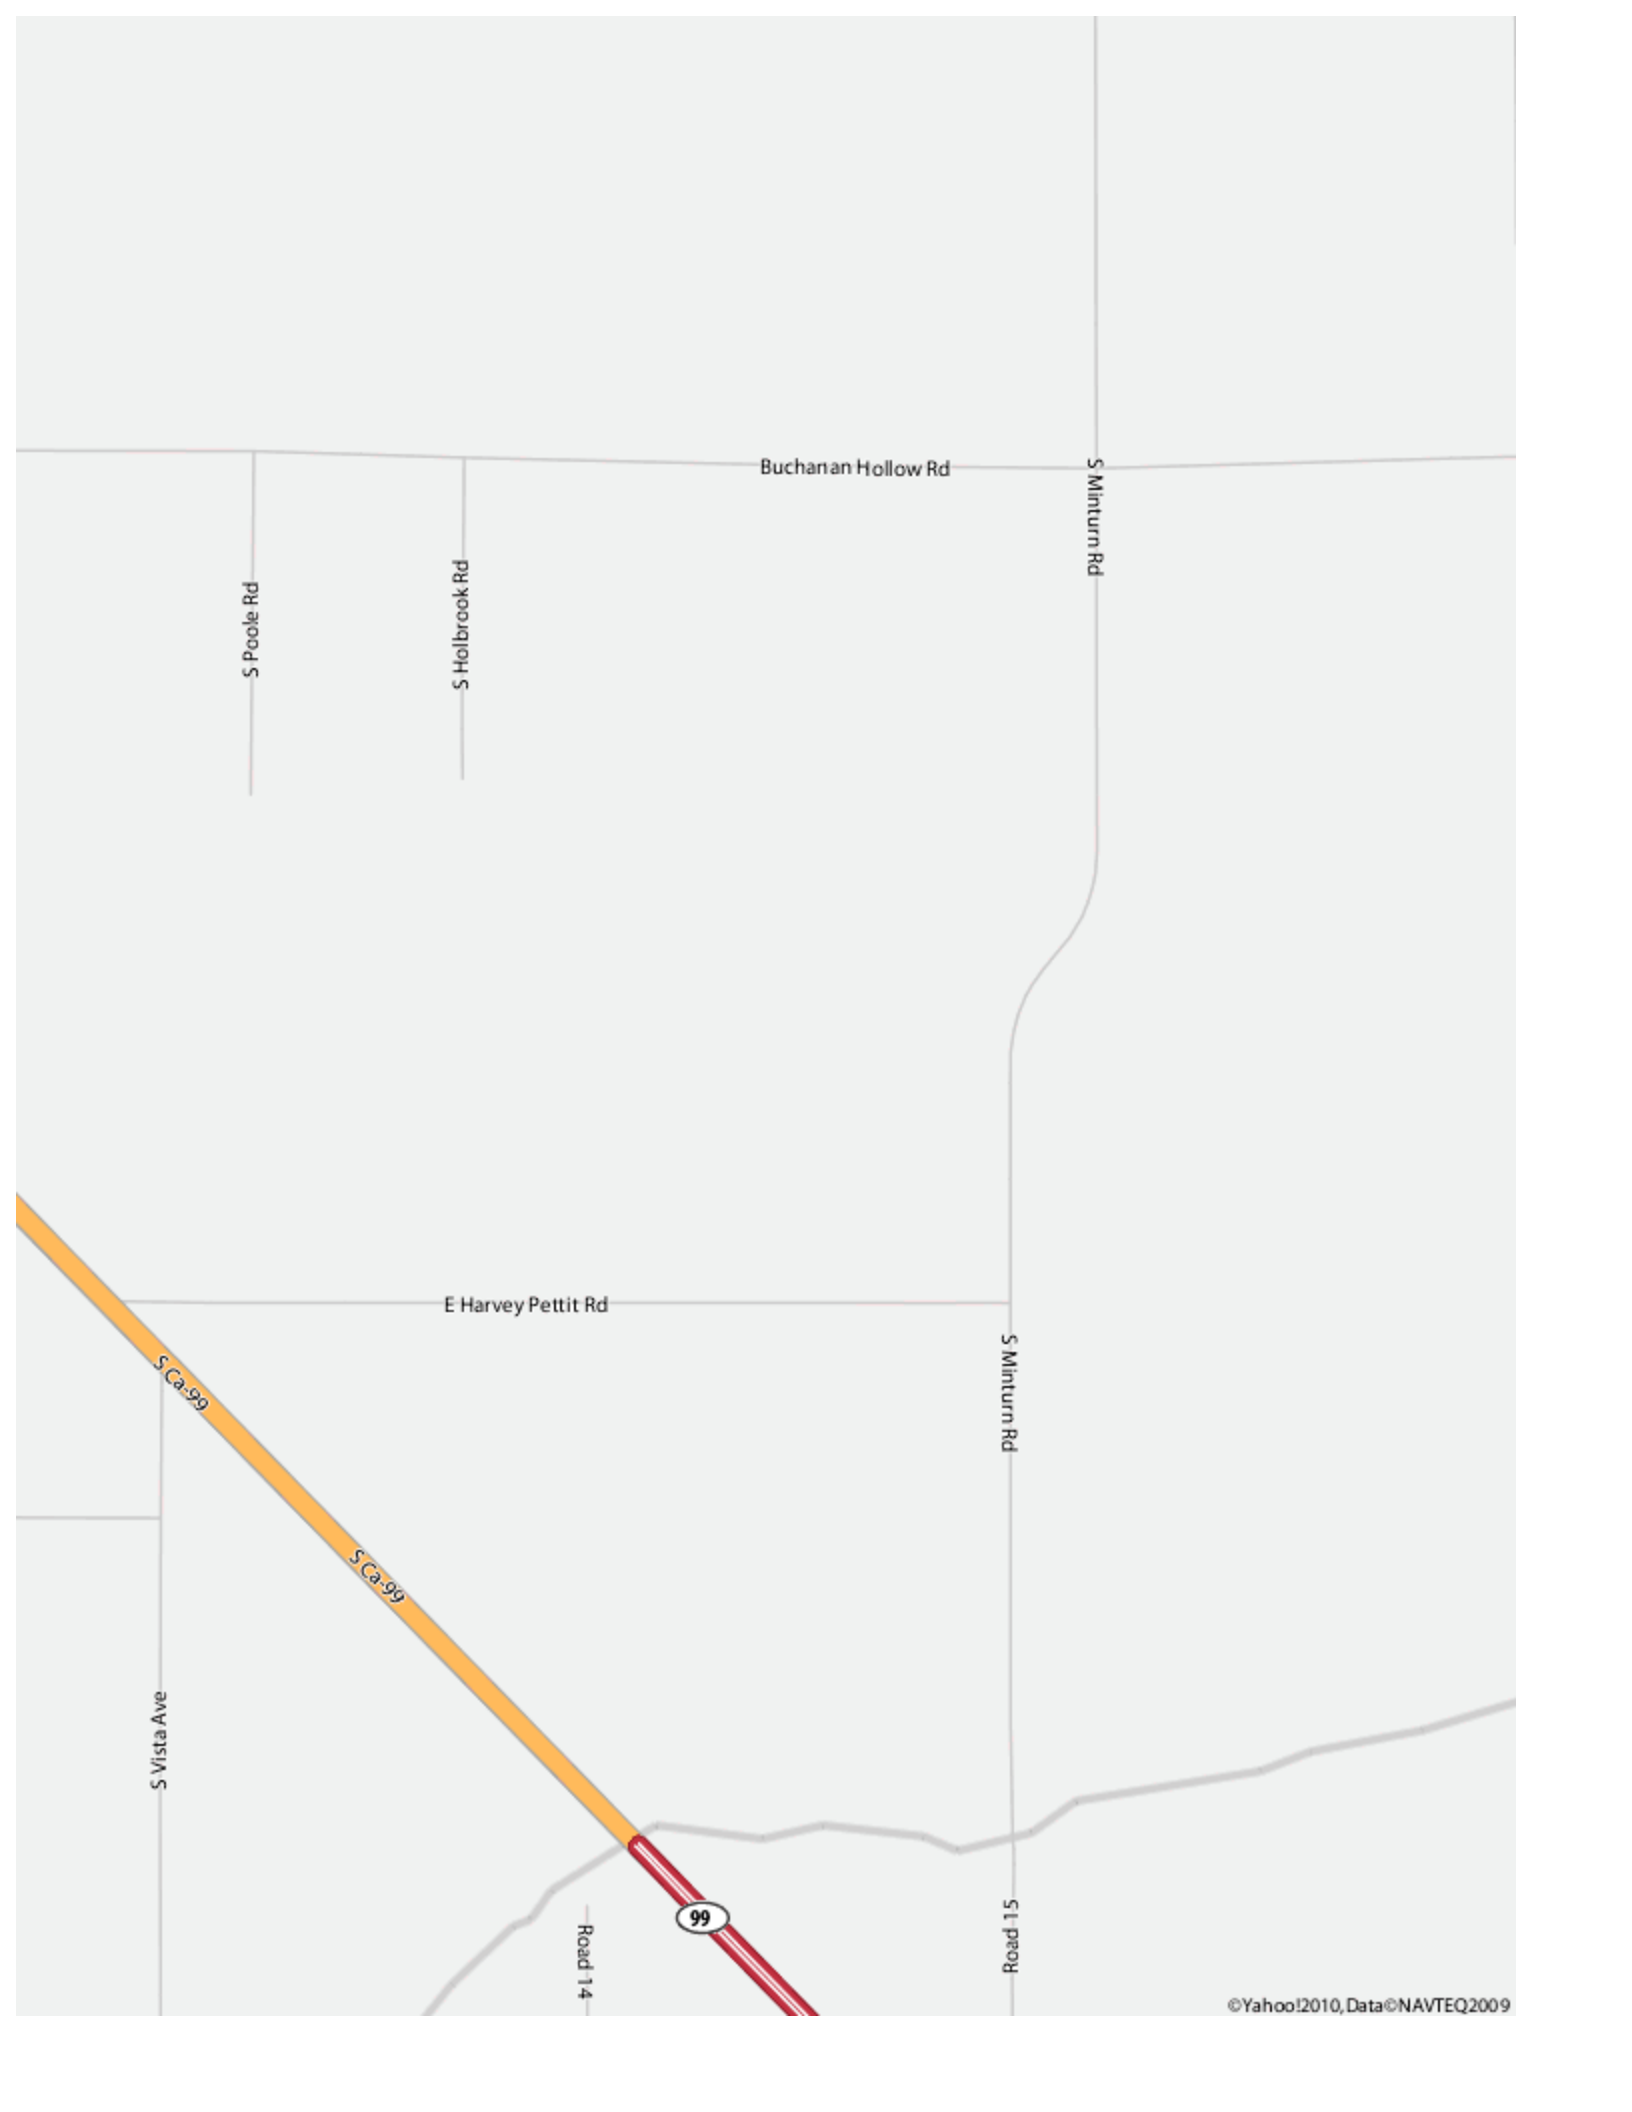 Buchanan Hollow Rd
S Minturn Rd
S Poole Rd
S Holbrook Rd
E Harvey Pettit Rd
S Minturn Rd
S Ca-99
S Ca-99
S Vista Ave
99
Road 14
Road 15
©Yahoo!2010,Data©NAVTEQ2009